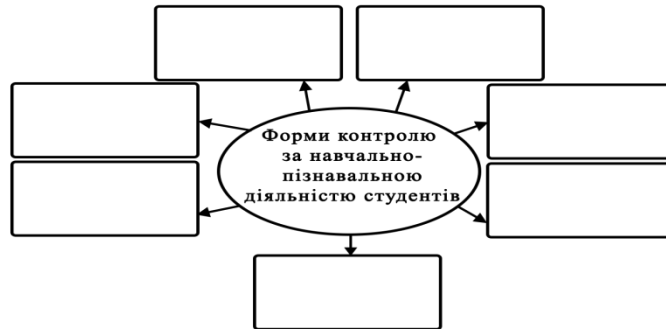 Форми контролю
за навчально-
пізнавальною
діяльністю студентів